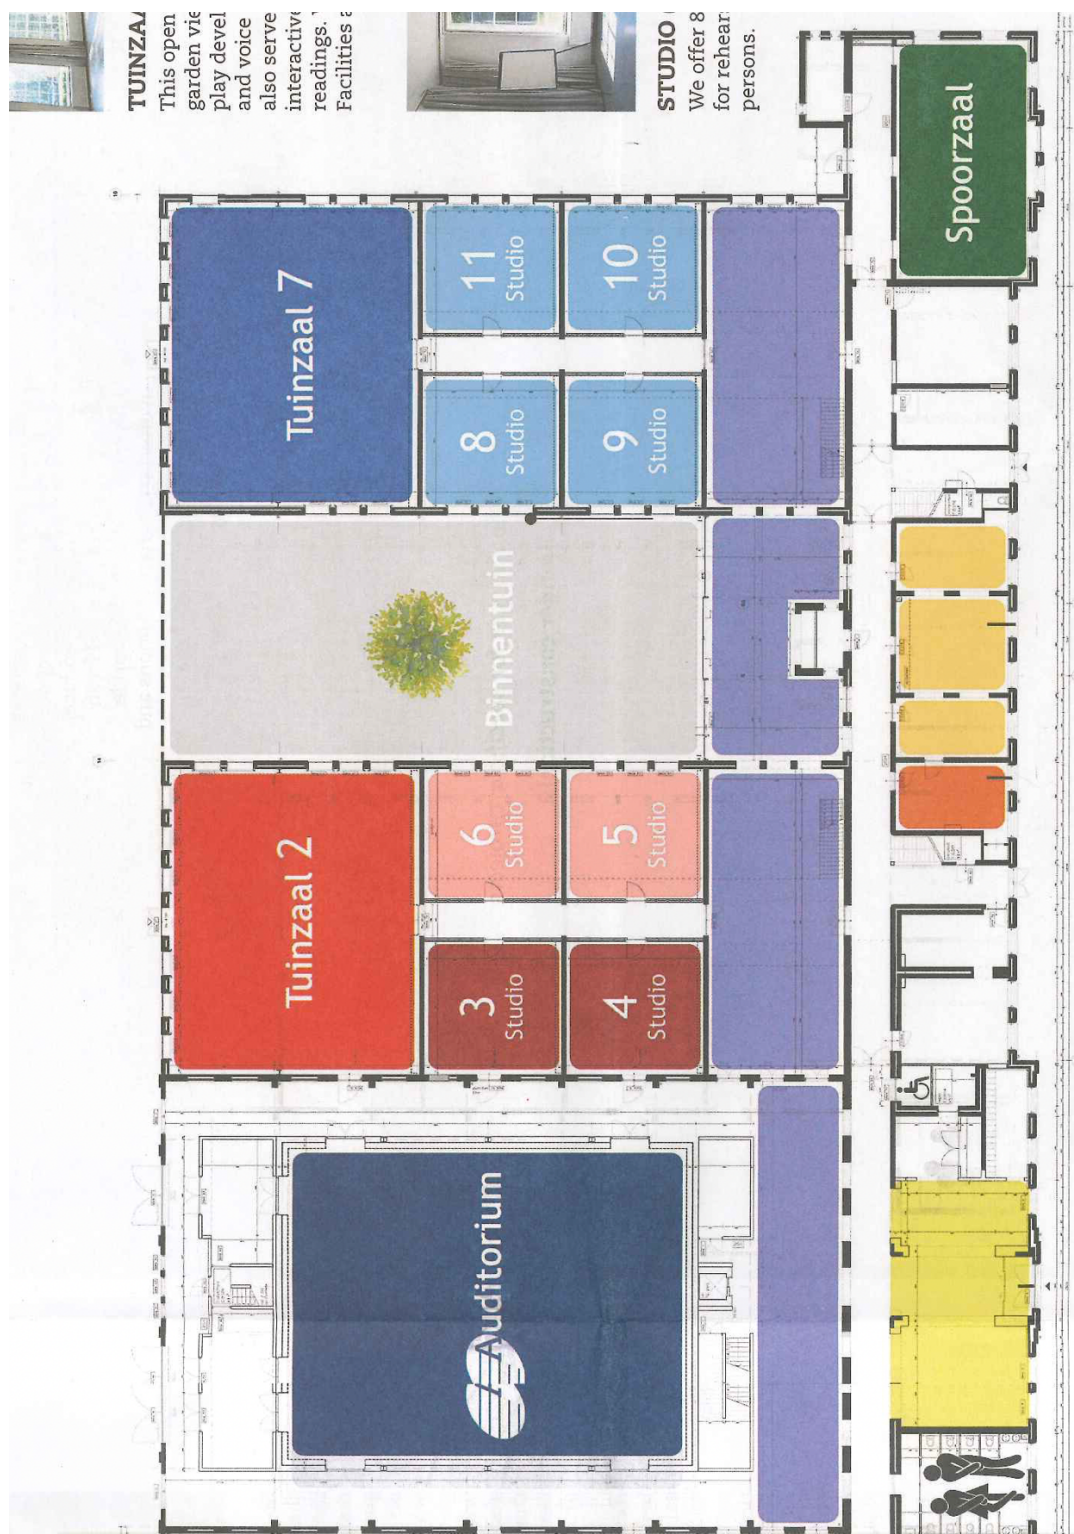 TUINZAA
This open
garden vie
play devel
and voice
also serve
interactive
readings.
Facilities a
STUDIO
We offer 8
for rehear
persons.
Spoorzaal
Tuinzaal 7
11
Studio
10
Studio
8
Studio
9
Studio
Binnentuin
Tuinzaal 2
6
Studio
5
Studio
3
Studio
4
Studio
Auditorium